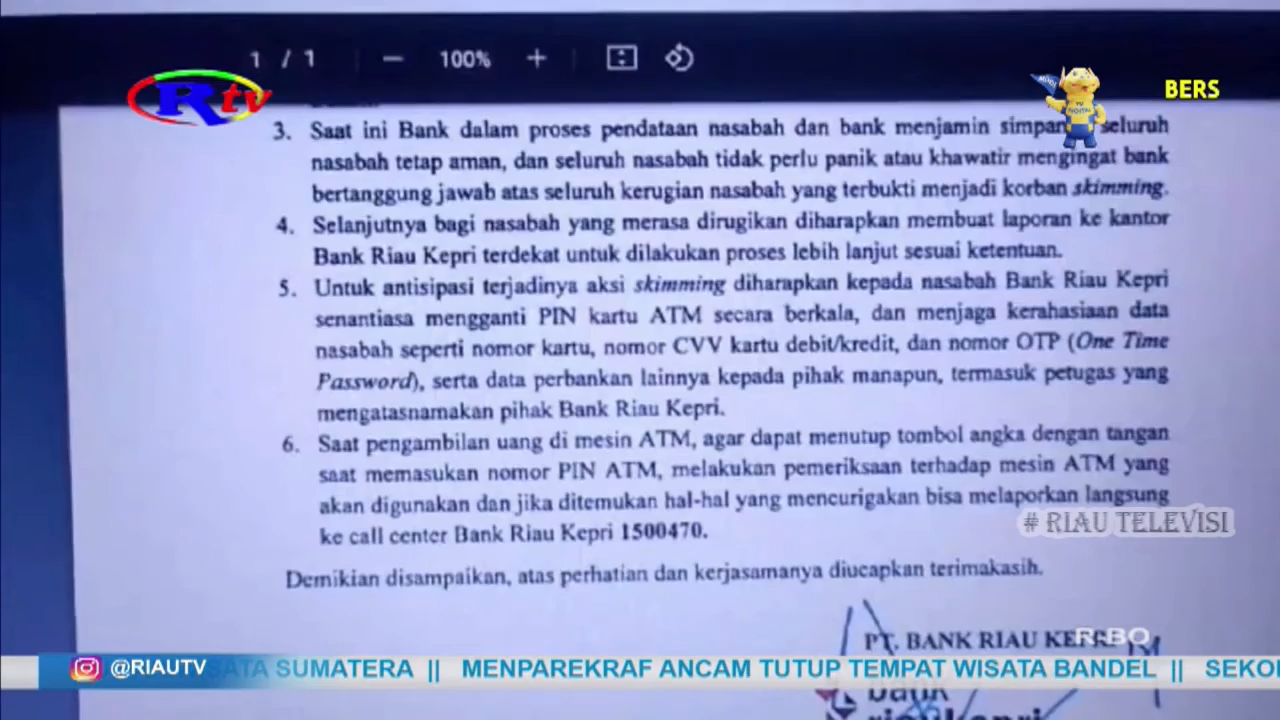 1 / 1
100%
Rtv
BERS
3. Saat ini Bank dalam proses pendataan nasabah dan bank menjamin seluruh
nasabah tetap aman, dan seluruh nasabah tidak perlu panik atau khawatir mengingat bank
bertanggung jawab atas seluruh kerugian nasabah yang terbukti menjadi korban skimming.
4. Selanjutnya bagi nasabah yang merasa dirugikan diharapkan membuat laporan ke kantor
Bank Riau Kepri terdekat untuk dilakukan proses lebih lanjut sesuai ketentuan.
5. Untuk antisipasi terjadinya aksi skimming diharapkan kepada nasabah Bank Riau Kepri
senantiasa mengganti PIN kartu ATM secara berkala, dan menjaga kerahasiaan data
nasabah seperti nomor kartu, nomor CVV kartu debit/kredit, dan nomor OTP (One Time
Password), serta data perbankan lainnya kepada pihak manapun, termasuk petugas yang
mengatasnamakan pihak Bank Riau Kepri.
6. Saat pengambilan uang di mesin ATM, agar dapat menutup tombol angka dengan tangan
saat memasukan nomor PIN ATM, melakukan pemeriksaan terhadap mesin ATM yang
akan digunakan dan jika ditemukan hal-hal yang mencurigakan bisa melaporkan langsung
ke call center Bank Riau Kepri 1500470.
# RIAU TELEVISI
Demikian disampaikan, atas perhatian dan kerjasamanya diucapkan terimakasih.
PT. BANK RIAU KEPRI
@RIAUTV
SUMATERA || MENPAREKRAF ANCAM TUTUP TEMPAT WISATA BANDEL || SEKO
bank